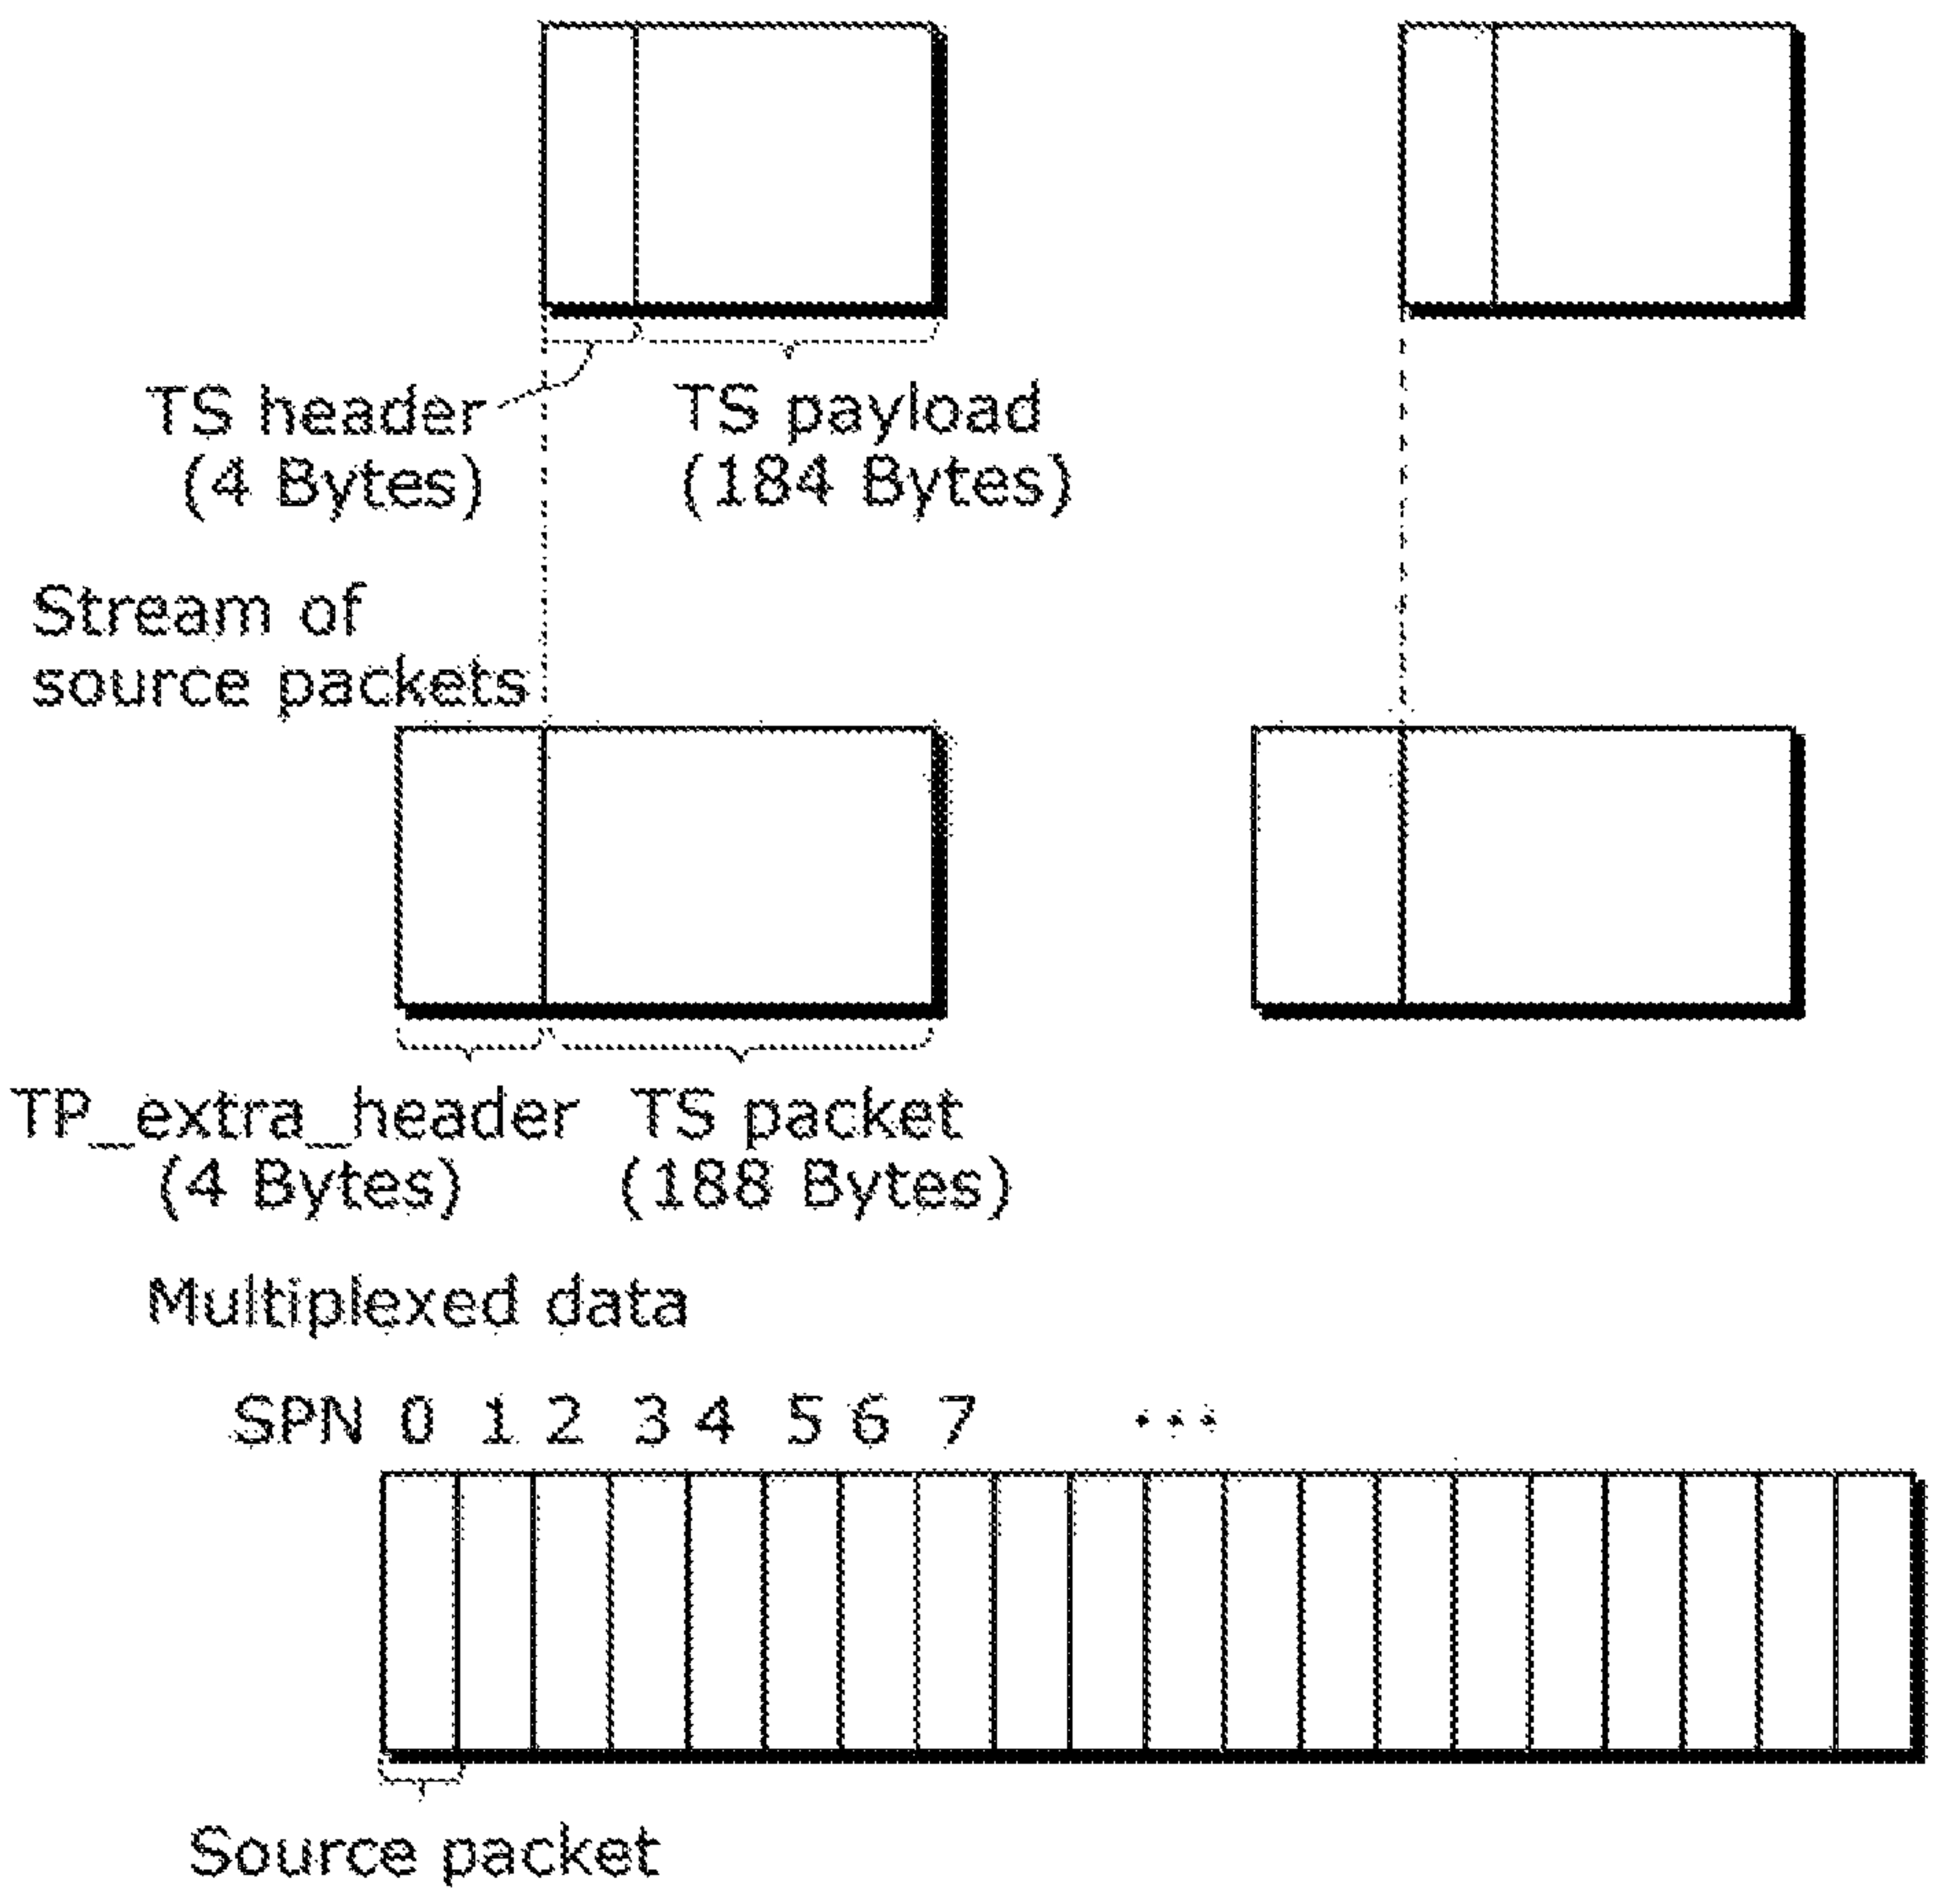 TS header
(4 Bytes)
TS payload
(184 Bytes)
Stream of
source packets
TP_extra_header
(4 Bytes)
TS packet
(188 Bytes)
Multiplexed data
SPN 0 1 2 3 4 5 6 7 ...
Source packet